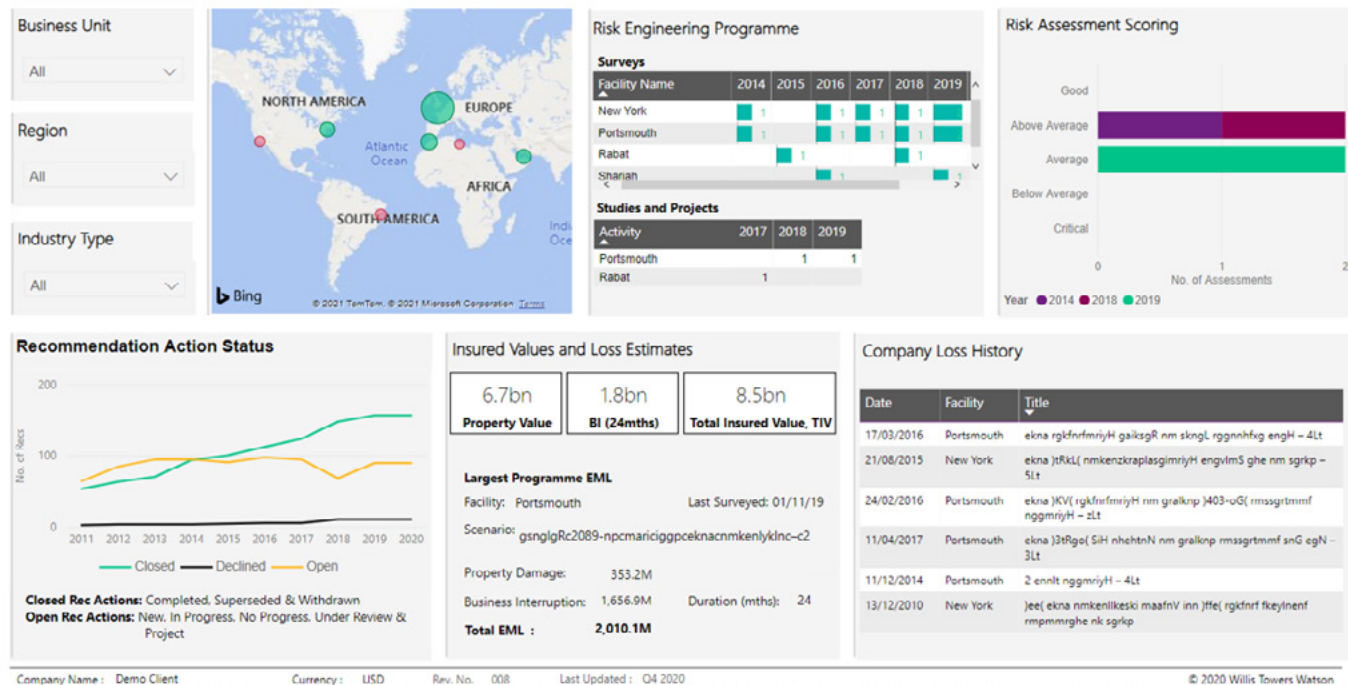 Business Unit
All
Region
All
Industry Type
All
NORTH AMERICA
EUROPE
Atlantic
Ocean
AFRICA
SOUTH AMERICA
Indi
Oce
Bing
© 2021 TomTom, © 2021 Microsoft Corporation Terms
Risk Engineering Programme
Surveys
Facility Name 2014 2015 2016 2017 2018 2019
New York 1 1 1 1
Portsmouth 1 1 1 1
Rabat 1 1
Sharjah 1 1
Studies and Projects
Activity 2017 2018 2019
Portsmouth 1 1
Rabat 1
Risk Assessment Scoring
Good
Above Average
Average
Below Average
Critical
0 1 2
No. of Assessments
Year 2014 2018 2019
Recommendation Action Status
200
100
0
No. of Recs
2011 2012 2013 2014 2015 2016 2017 2018 2019 2020
Closed Declined Open
Closed Rec Actions: Completed, Superseded & Withdrawn
Open Rec Actions: New, In Progress, No Progress, Under Review &
Project
Insured Values and Loss Estimates
6.7bn 1.8bn 8.5bn
Property Value BI (24mths) Total Insured Value, TIV
Largest Programme EML
Facility: Portsmouth Last Surveyed: 01/11/19
Scenario:
Property Damage: 353.2M
Business Interruption: 1,656.9M Duration (mths): 24
Total EML : 2,010.1M
Company Loss History
Date Facility Title
17/03/2016 Portsmouth
21/08/2015 New York
24/02/2016 Portsmouth
11/04/2017 Portsmouth
11/12/2014 Portsmouth 2 ennlt nggmriyH – 4Lt
13/12/2010 New York
Company Name : Demo Client Currency : USD Rev. No. 008 Last Updated : Q4 2020 © 2020 Willis Towers Watson